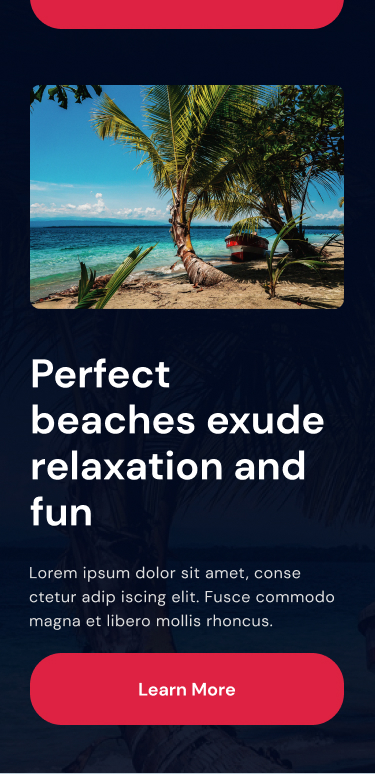 Perfect
beaches exude
relaxation and
fun
Lorem ipsum dolor sit amet, conse
ctetur adip iscing elit. Fusce commodo
magna et libero mollis rhoncus.
Learn More